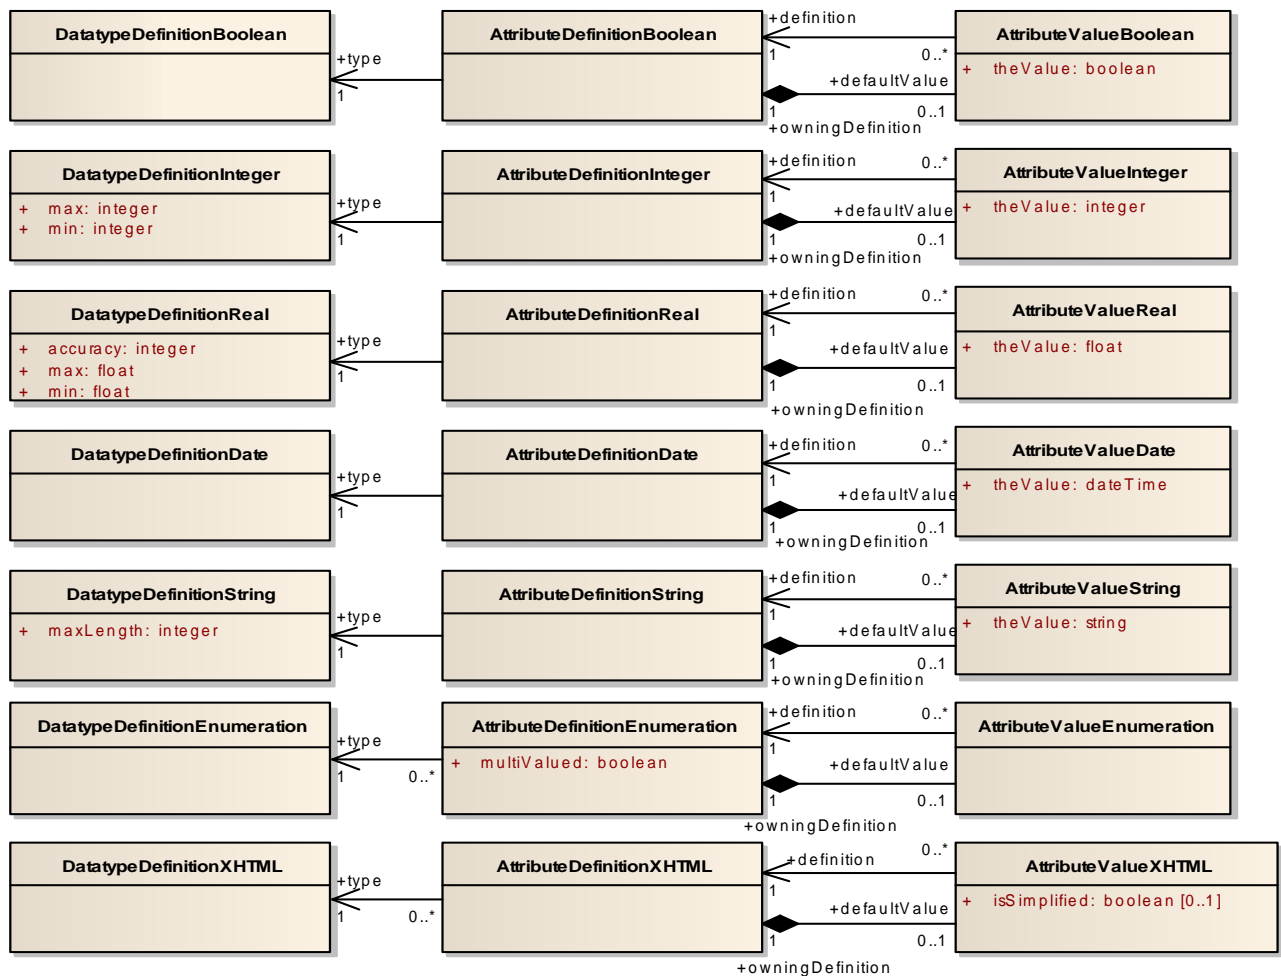 DatatypeDefinitionBoolean
+type
1
AttributeDefinitionBoolean
+definition
1
0..*
+defaultValue
1
0..1
+owningDefinition
AttributeValueBoolean
+ theValue: boolean
DatatypeDefinitionInteger
+ max: integer
+ min: integer
+type
1
AttributeDefinitionInteger
+definition
1
0..*
+defaultValue
1
0..1
+owningDefinition
AttributeValueInteger
+ theValue: integer
DatatypeDefinitionReal
+ accuracy: integer
+ max: float
+ min: float
+type
1
AttributeDefinitionReal
+definition
1
0..*
+defaultValue
1
0..1
+owningDefinition
AttributeValueReal
+ theValue: float
DatatypeDefinitionDate
+type
1
AttributeDefinitionDate
+definition
1
0..*
+defaultValue
1
0..1
+owningDefinition
AttributeValueDate
+ theValue: dateTime
DatatypeDefinitionString
+ maxLength: integer
+type
1
AttributeDefinitionString
+definition
1
0..*
+defaultValue
1
0..1
+owningDefinition
AttributeValueString
+ theValue: string
DatatypeDefinitionEnumeration
+type
1
0..*
AttributeDefinitionEnumeration
+ multiValued: boolean
+definition
1
0..*
+defaultValue
1
0..1
+owningDefinition
AttributeValueEnumeration
DatatypeDefinitionXHTML
+type
1
0..*
AttributeDefinitionXHTML
+definition
1
0..*
+defaultValue
1
0..1
+owningDefinition
AttributeValueXHTML
+ isSimplified: boolean [0..1]